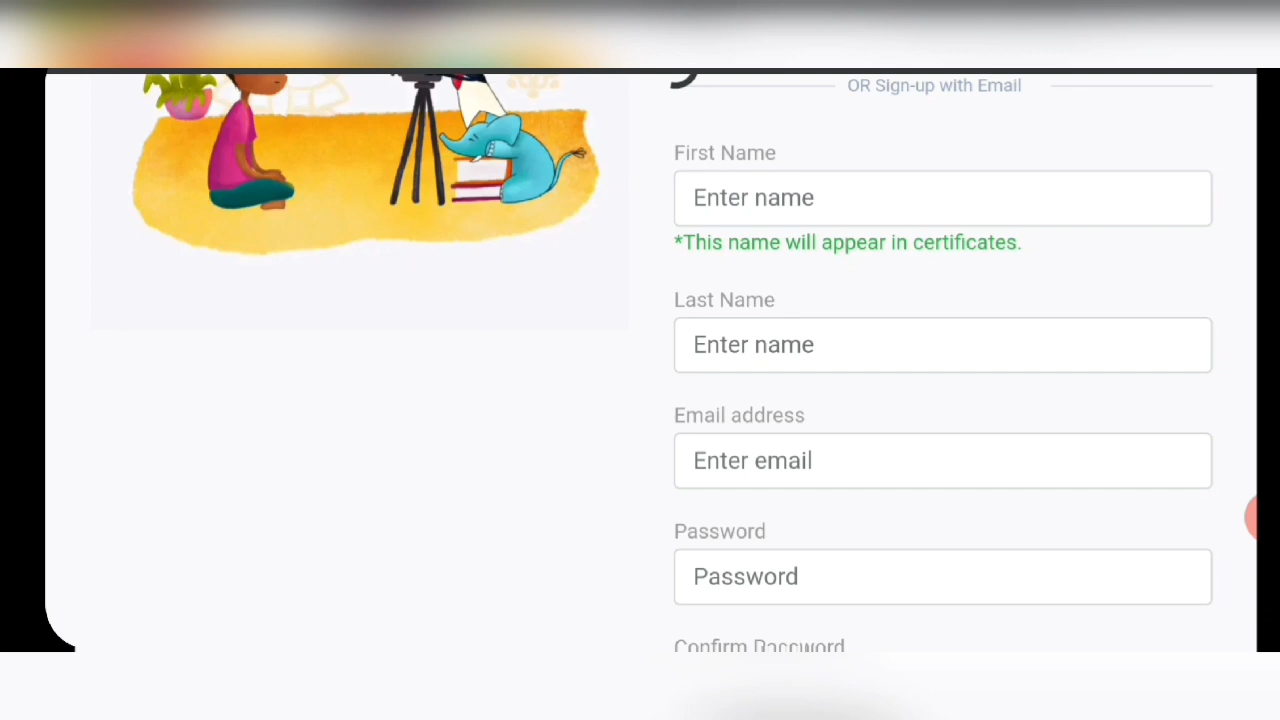 OR Sign-up with Email
First Name
Enter name
*This name will appear in certificates.
Last Name
Enter name
Email address
Enter email
Password
Password
Confirm Password